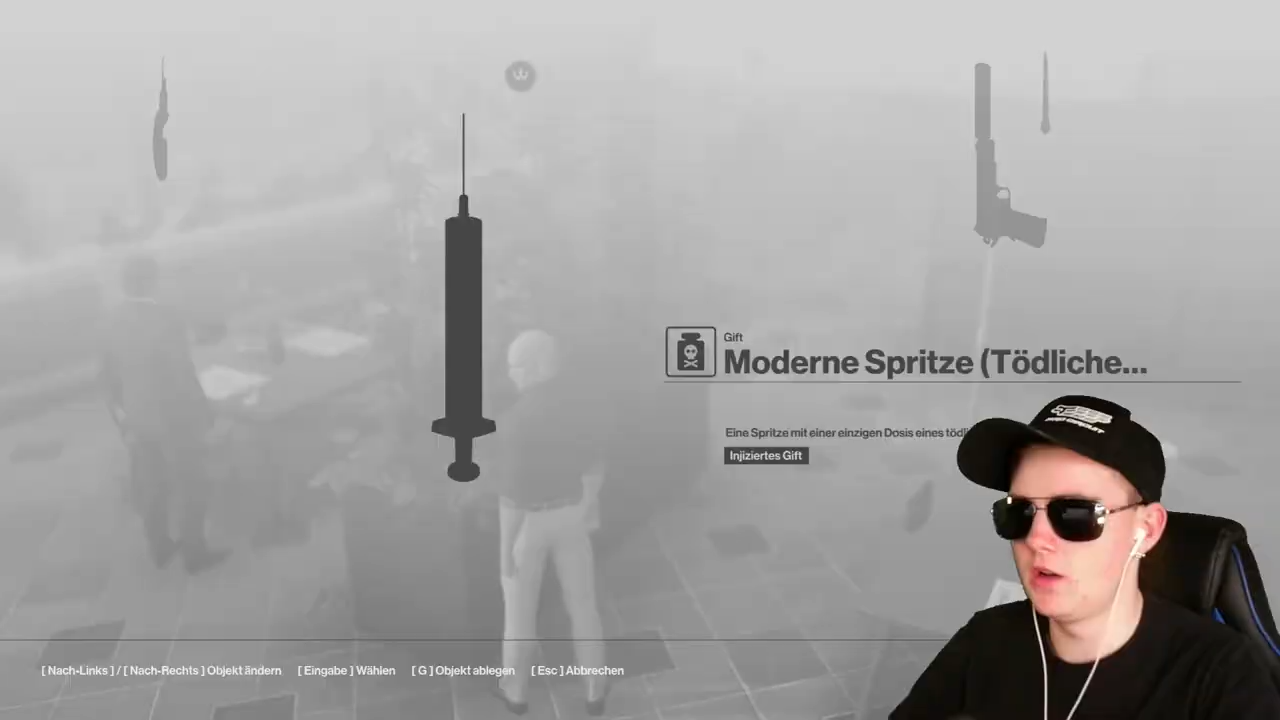 Gift
Moderne Spritze (Tödliche...
Eine Spritze mit einer einzigen Dosis eines
Injiziertes Gift
[ Nach-Links ] / [ Nach-Rechts ] Objekt ändern [ Eingabe ] Wählen [ G ] Objekt ablegen [ Esc ] Abbrechen